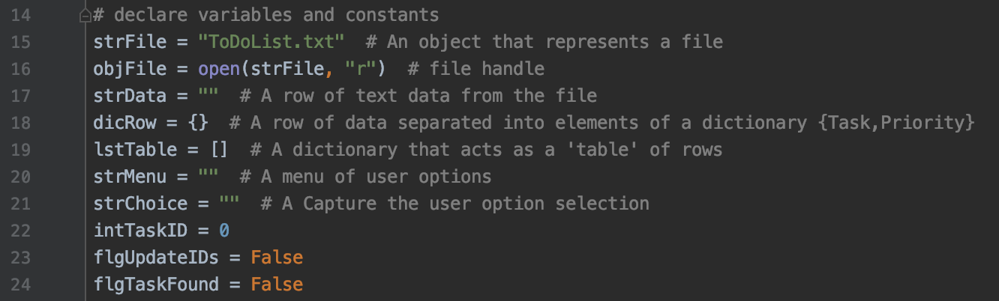 14 # declare variables and constants
15 strFile = "ToDoList.txt"  # An object that represents a file
16 objFile = open(strFile, "r")  # file handle
17 strData = ""  # A row of text data from the file
18 dicRow = {}  # A row of data separated into elements of a dictionary {Task,Priority}
19 lstTable = []  # A dictionary that acts as a 'table' of rows
20 strMenu = ""  # A menu of user options
21 strChoice = ""  # A Capture the user option selection
22 intTaskID = 0
23 flgUpdateIDs = False
24 flgTaskFound = False